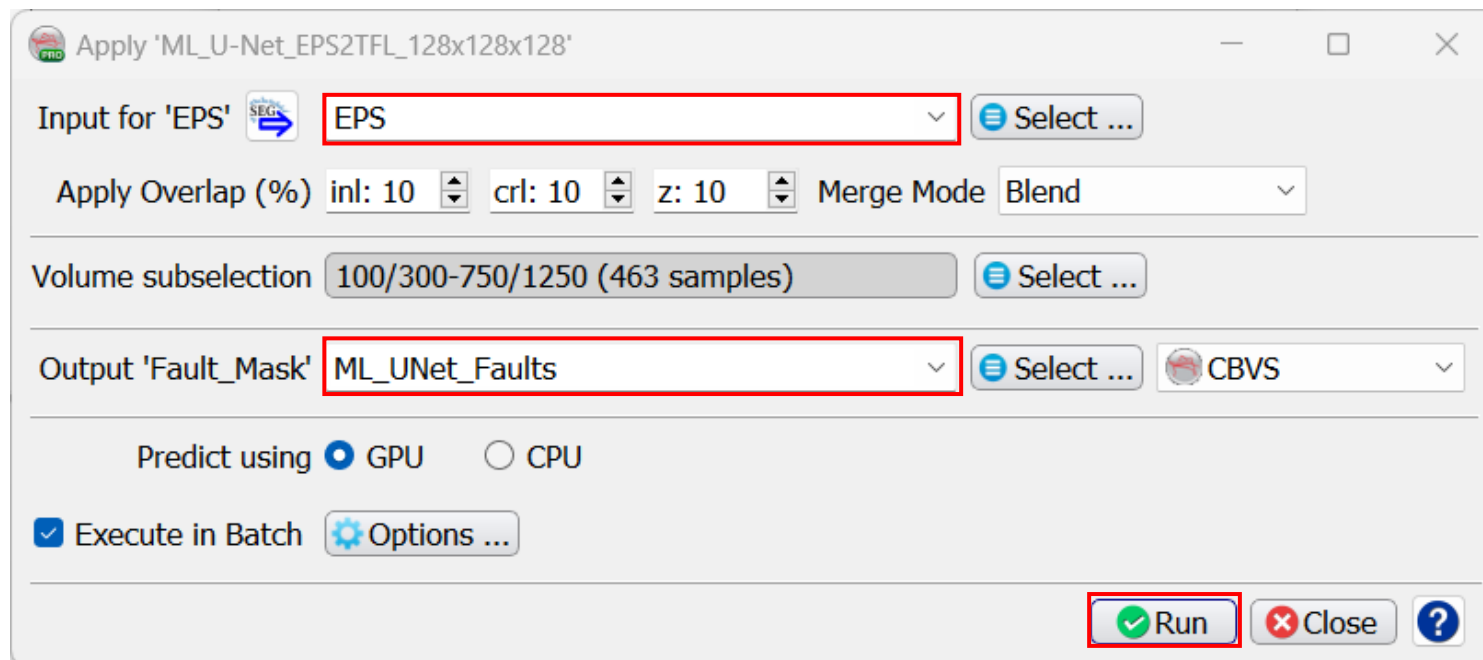 Apply 'ML_U-Net_EPS2TFL_128x128x128'
Input for 'EPS' SEG EPS Select ...
Apply Overlap (%) inl: 10 crl: 10 z: 10 Merge Mode Blend
Volume subselection 100/300-750/1250 (463 samples) Select ...
Output 'Fault_Mask' ML_UNet_Faults Select ... CBVS
Predict using GPU CPU
Execute in Batch Options ...
Run Close ?